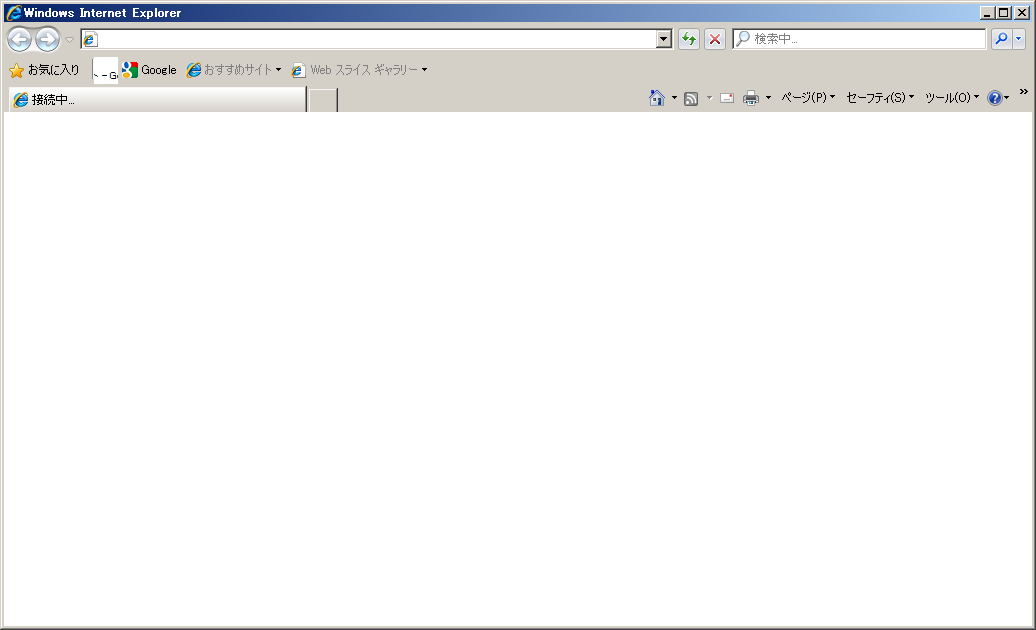 Windows Internet Explorer
検索中...
お気に入り Google おすすめサイト Web スライス ギャラリー
接続中... ページ(P) セーフティ(S) ツール(O)